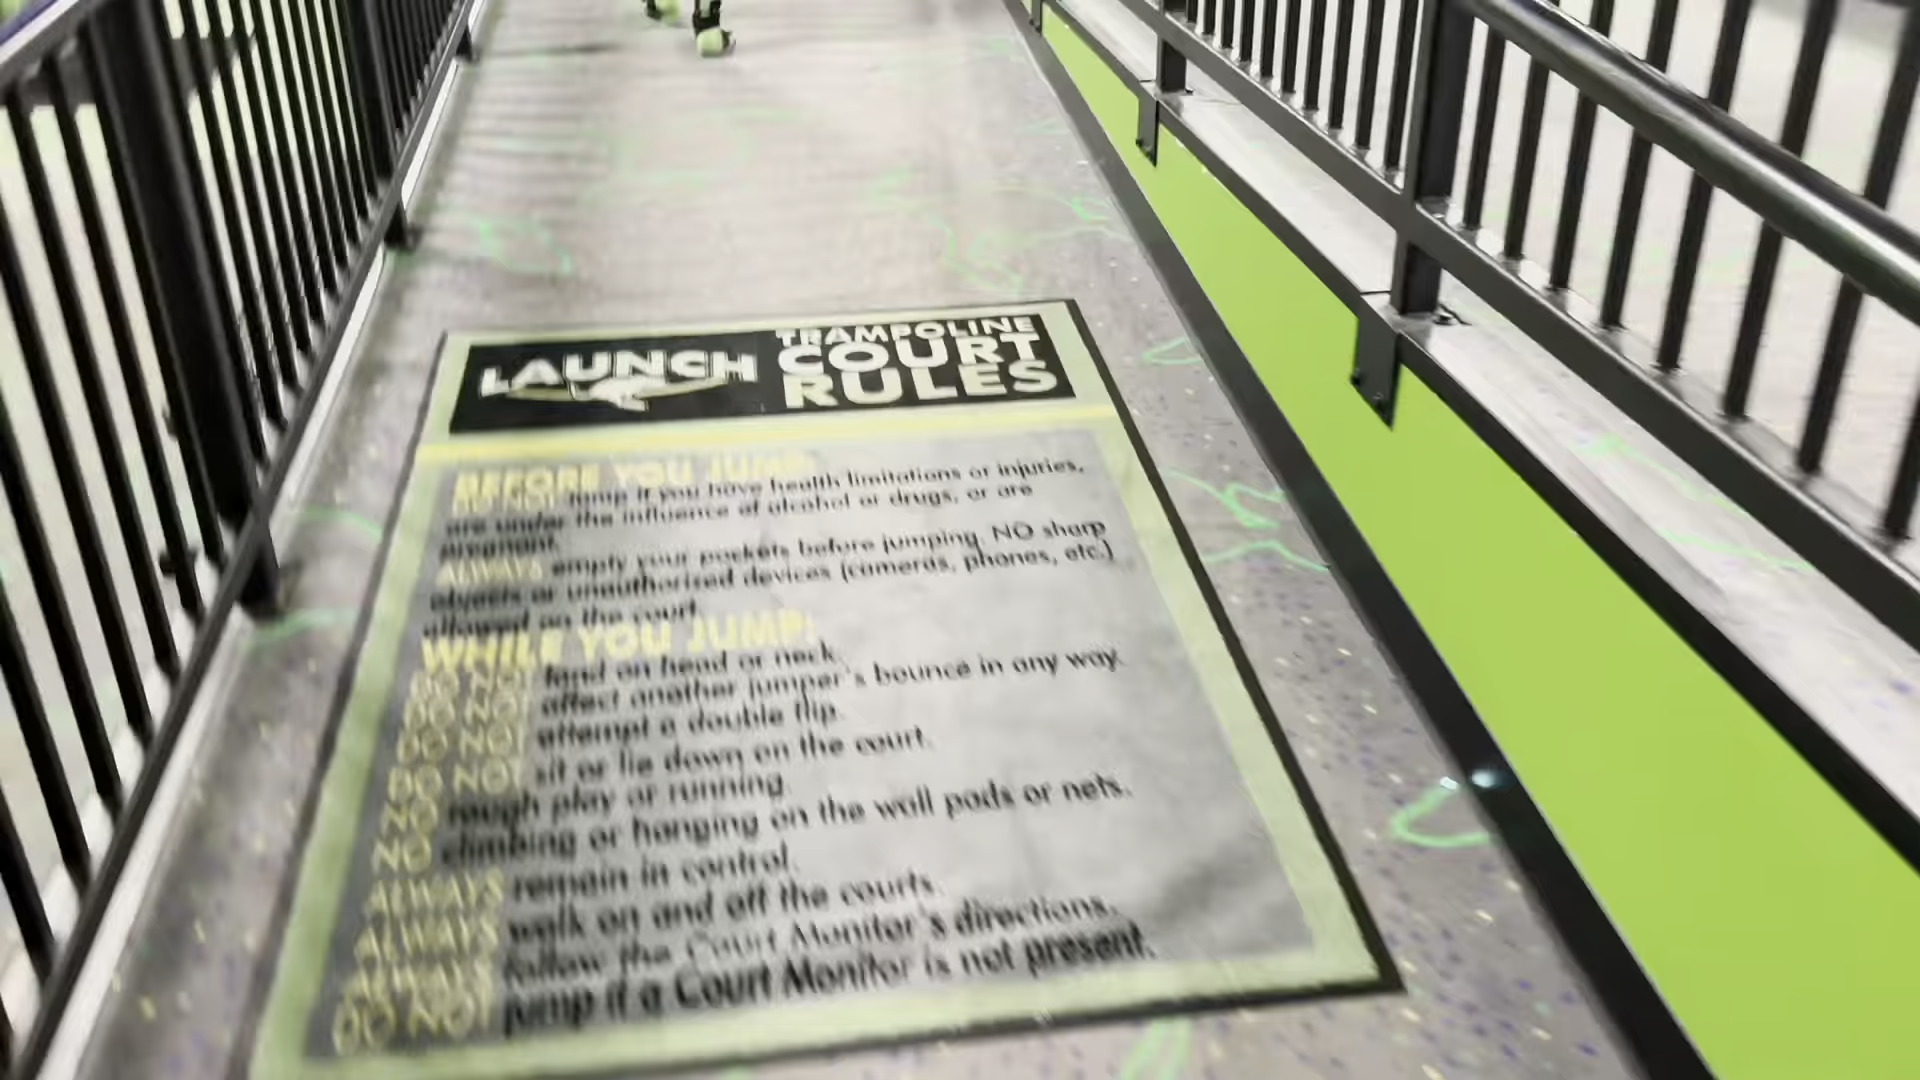 LAUNCH
TRAMPOLINE
COURT
RULES
BEFORE YOU JUMP:
jump if you have health limitations or injuries,
are under the influence of alcohol or drugs, or are
pregnant.
ALWAYS empty your pockets before jumping. NO sharp
objects or unauthorized devices (cameras, phones, etc.)
allowed on the court.
WHILE YOU JUMP:
DO NOT land on head or neck.
DO NOT affect another jumper's bounce in any way.
DO NOT attempt a double flip.
DO NOT sit or lie down on the court.
NO rough play or running.
NO climbing or hanging on the wall pads or nets.
ALWAYS remain in control.
ALWAYS walk on and off the courts.
ALWAYS follow the Court Monitor's directions.
DO NOT jump if a Court Monitor is not present.